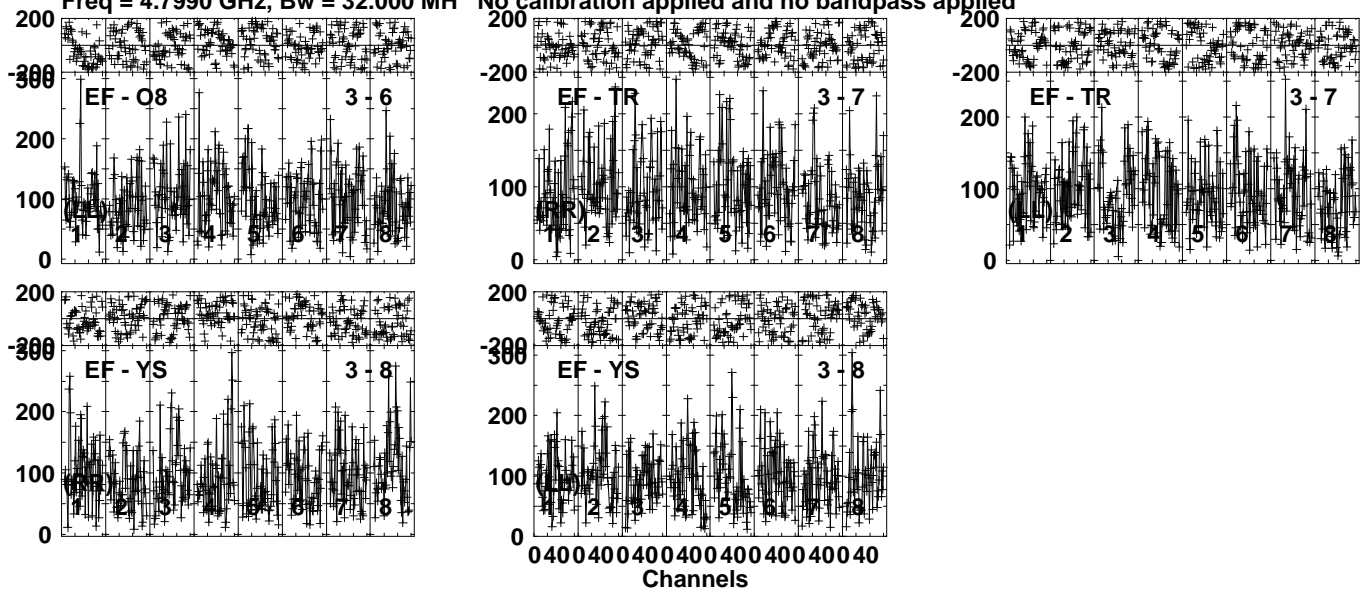 Freq = 4.7990 GHz, Bw = 32.000 MH No calibration applied and no bandpass applied
200 200 200
-200 -200 -200
300
EF - O8 3 - 6 EF - TR 3 - 7 EF - TR 3 - 7
200 200 200
100 100 100
(LL) (RR) (LL)
1 2 3 4 5 6 7 8 1 2 3 4 5 6 7 8 1 2 3 4 5 6 7 8
0 0 0
200 200
-200 -200
300 300
EF - YS 3 - 8 EF - YS 3 - 8
200 200
100 100
(RR) (LL)
1 2 3 4 5 6 7 8 1 2 3 4 5 6 7 8
0 0
0 40 0 40 0 40 0 40 0 40 0 40 0 40 0 40
Channels